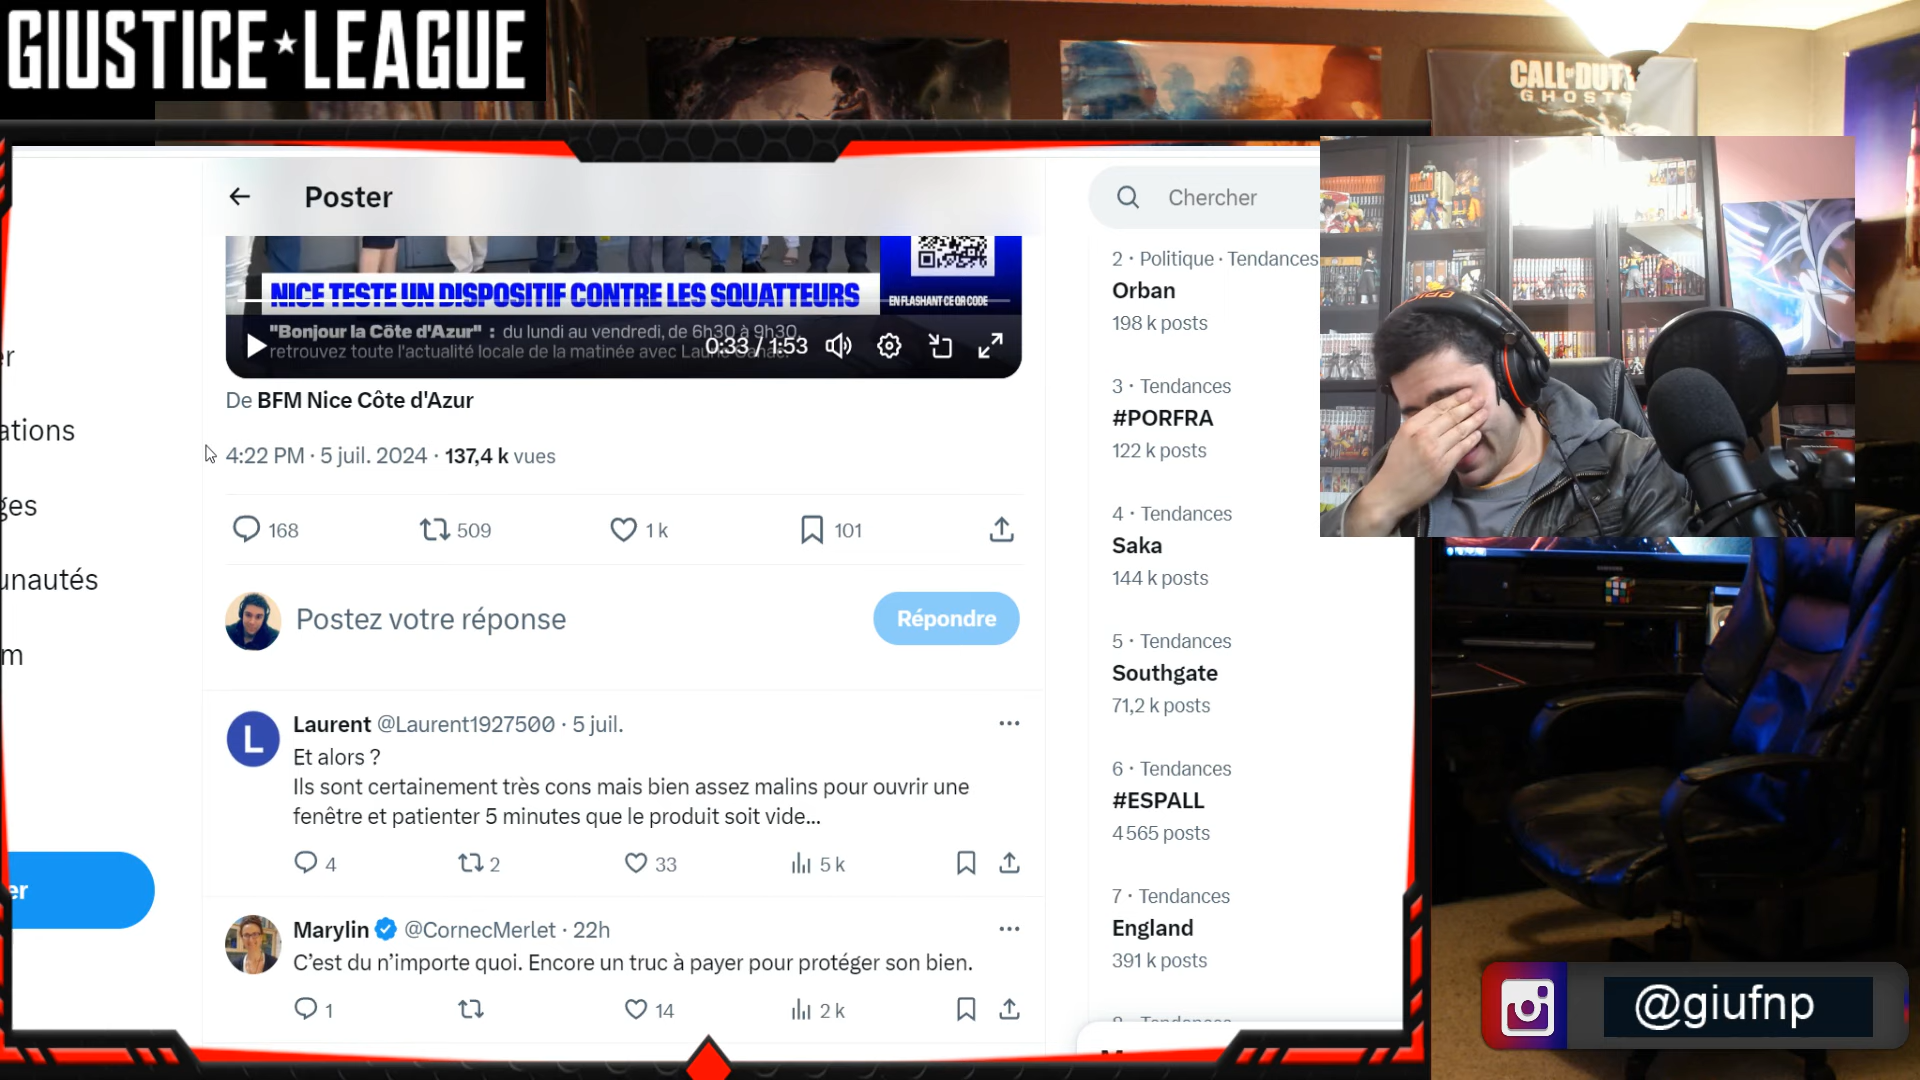 GIUSTICE★LEAGUE
CALL OF DUTY
GHOSTS
← Poster
Chercher
NICE TESTE UN DISPOSITIF CONTRE LES SQUATTEURS
EN FLASHANT CE QR CODE
"Bonjour la Côte d'Azur" : du lundi au vendredi, de 6h30 à 9h30,
retrouvez toute l'actualité locale de la matinée avec
0:33 / 1:53
De BFM Nice Côte d'Azur
4:22 PM · 5 juil. 2024 · 137,4 k vues
168 509 1 k 101
Postez votre réponse
Répondre
Laurent @Laurent1927500 · 5 juil.
Et alors ?
Ils sont certainement très cons mais bien assez malins pour ouvrir une
fenêtre et patienter 5 minutes que le produit soit vide...
4 2 33 5 k
Marylin @CornecMerlet · 22h
C'est du n'importe quoi. Encore un truc à payer pour protéger son bien.
1 14 2 k
er
ations
ges
unautés
m
er
2 · Politique · Tendances
Orban
198 k posts
3 · Tendances
#PORFRA
122 k posts
4 · Tendances
Saka
144 k posts
5 · Tendances
Southgate
71,2 k posts
6 · Tendances
#ESPALL
4 565 posts
7 · Tendances
England
391 k posts
@giufnp